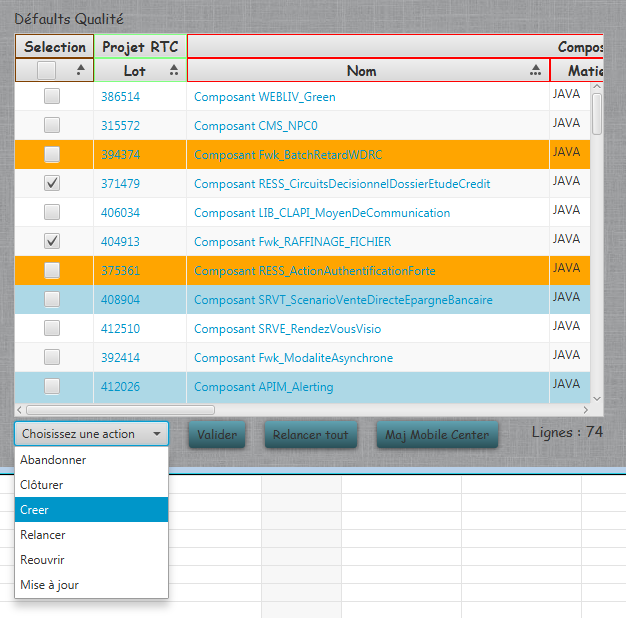 Défaults Qualité
Selection Projet RTC Compos
Lot Nom Matie
386514 Composant WEBLIV_Green JAVA
315572 Composant CMS_NPC0 JAVA
394374 Composant Fwk_BatchRetardWDRC JAVA
371479 Composant RESS_CircuitsDecisionnelDossierEtudeCredit JAVA
406034 Composant LIB_CLAPI_MoyenDeCommunication JAVA
404913 Composant Fwk_RAFFINAGE_FICHIER JAVA
375361 Composant RESS_ActionAuthentificationForte JAVA
408904 Composant SRVT_ScenarioVenteDirecteEpargneBancaire JAVA
412510 Composant SRVE_RendezVousVisio JAVA
392414 Composant Fwk_ModaliteAsynchrone JAVA
412026 Composant APIM_Alerting JAVA
Choisissez une action Valider Relancer tout Maj Mobile Center Lignes : 74
Abandonner
Clôturer
Creer
Relancer
Reouvrir
Mise à jour